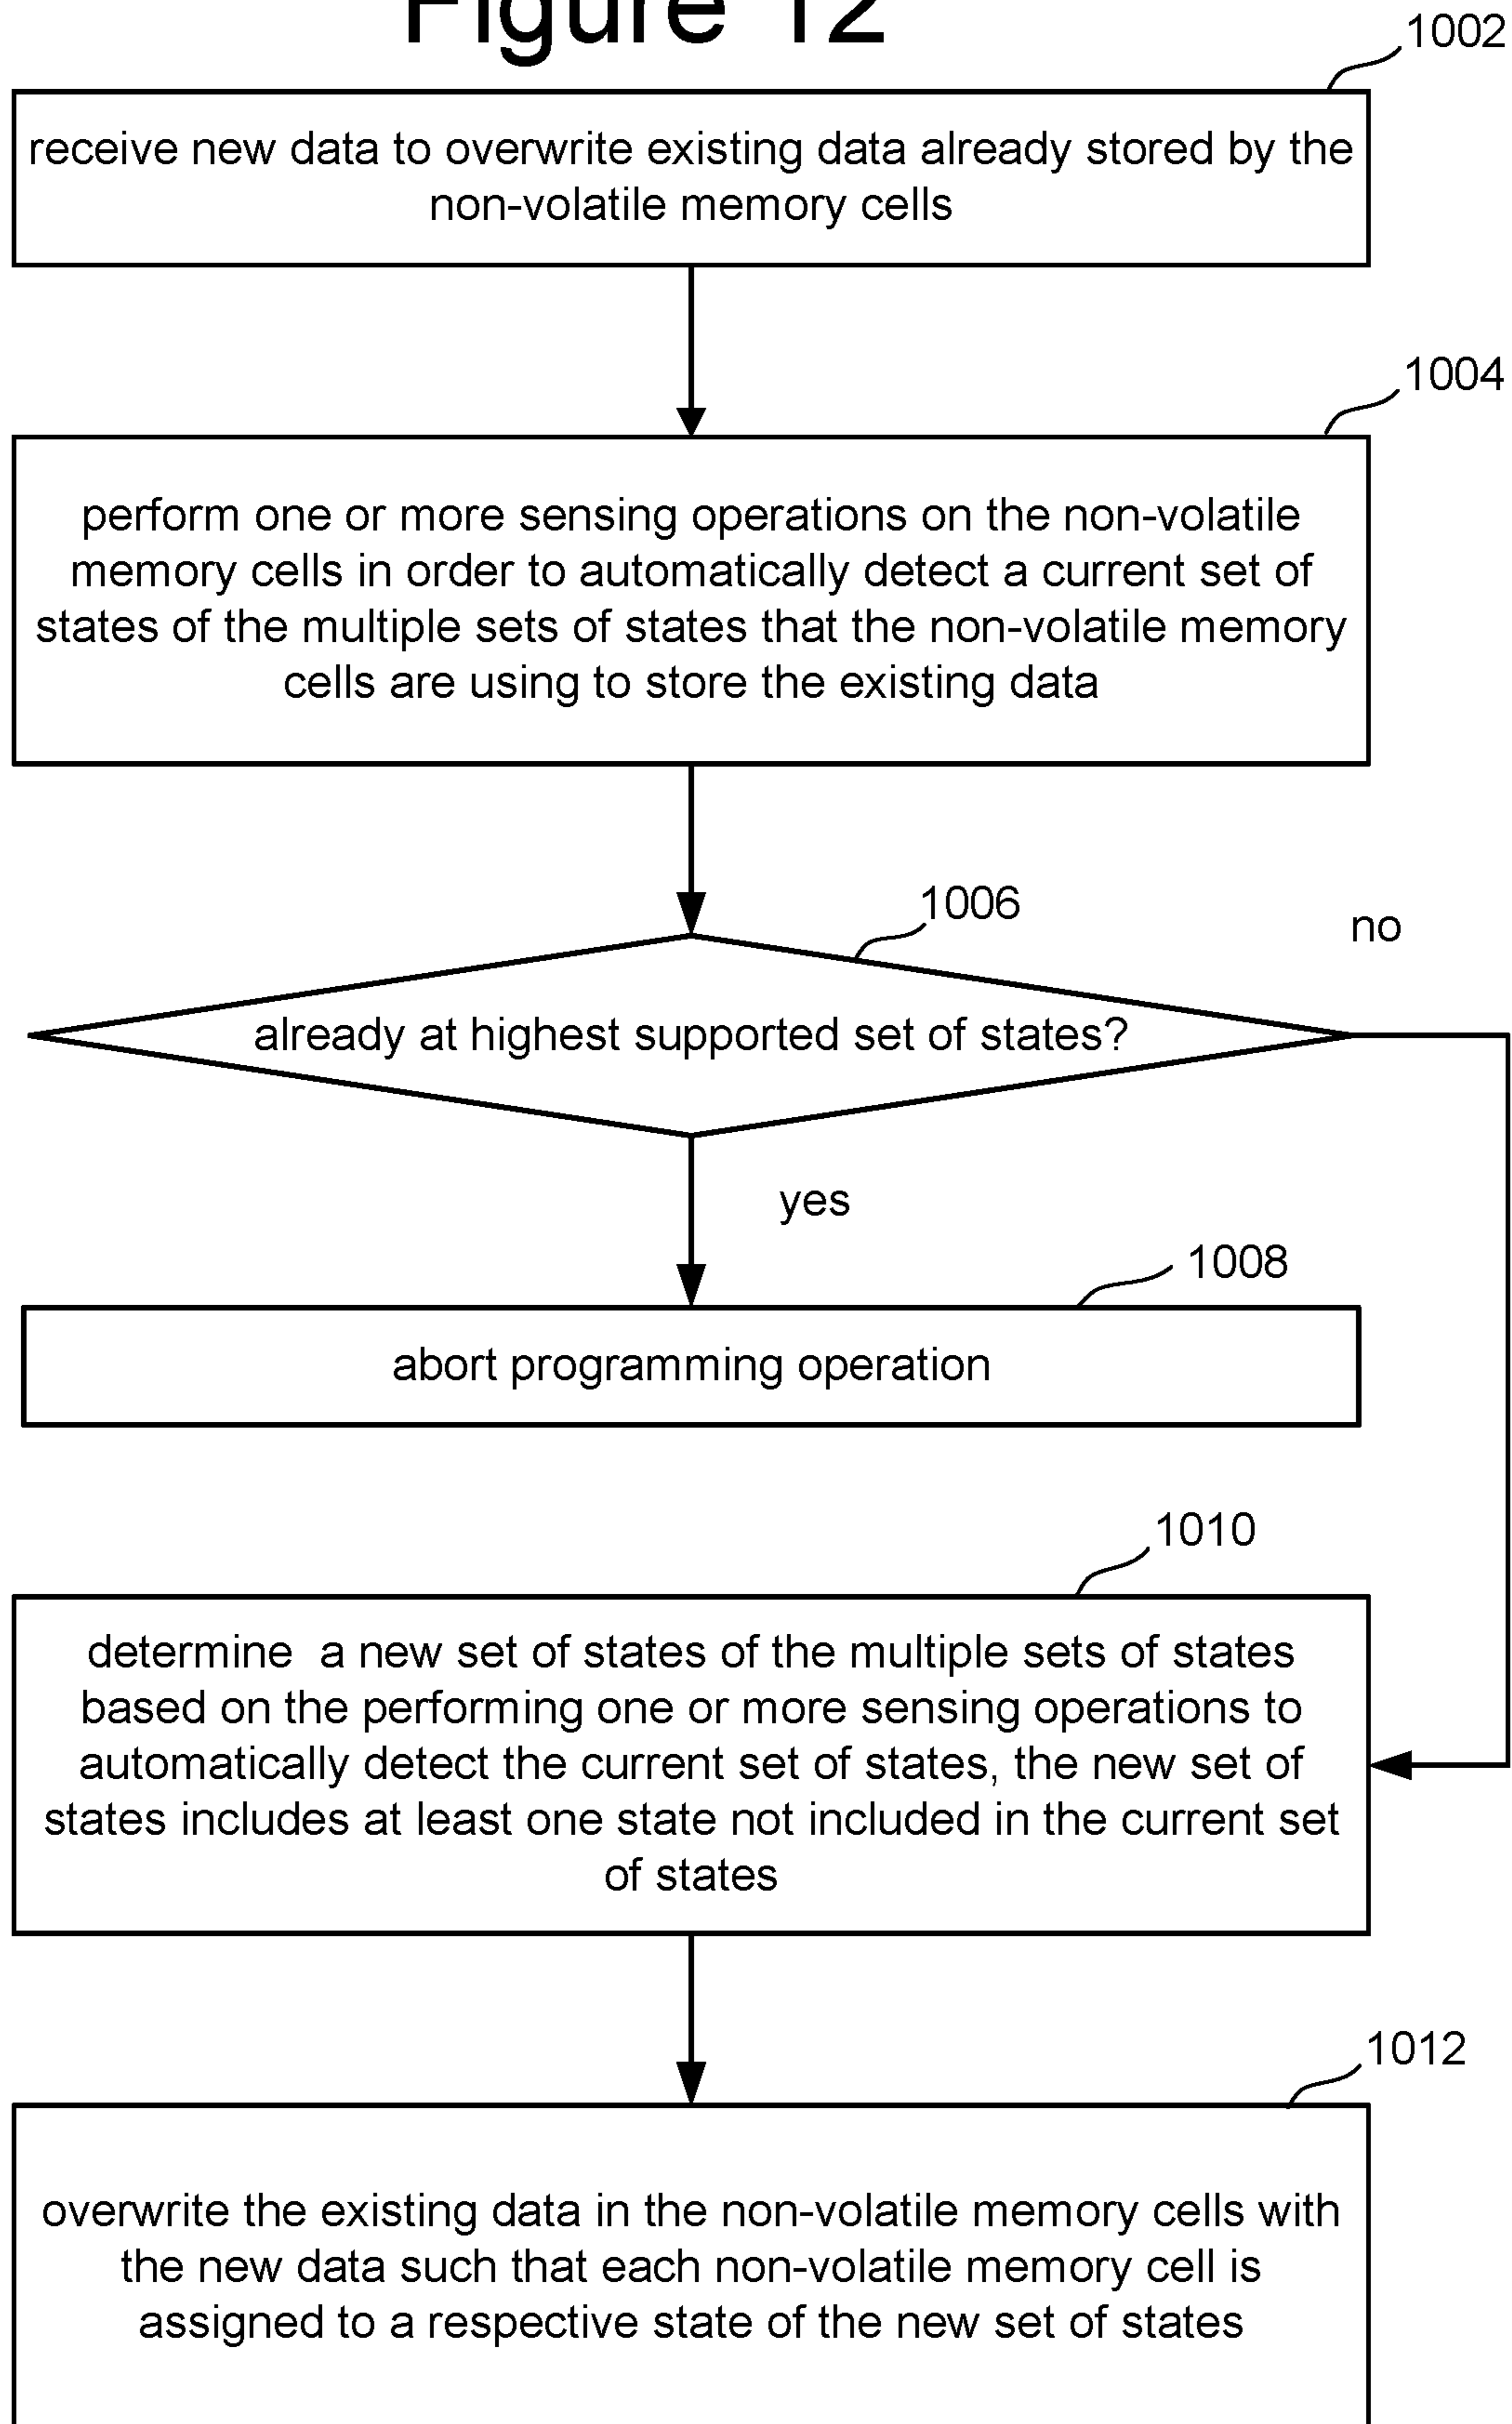 Figure 12
1002
receive new data to overwrite existing data already stored by the
non-volatile memory cells
1004
perform one or more sensing operations on the non-volatile
memory cells in order to automatically detect a current set of
states of the multiple sets of states that the non-volatile memory
cells are using to store the existing data
1006
no
already at highest supported set of states?
yes
1008
abort programming operation
1010
determine a new set of states of the multiple sets of states
based on the performing one or more sensing operations to
automatically detect the current set of states, the new set of
states includes at least one state not included in the current set
of states
1012
overwrite the existing data in the non-volatile memory cells with
the new data such that each non-volatile memory cell is
assigned to a respective state of the new set of states